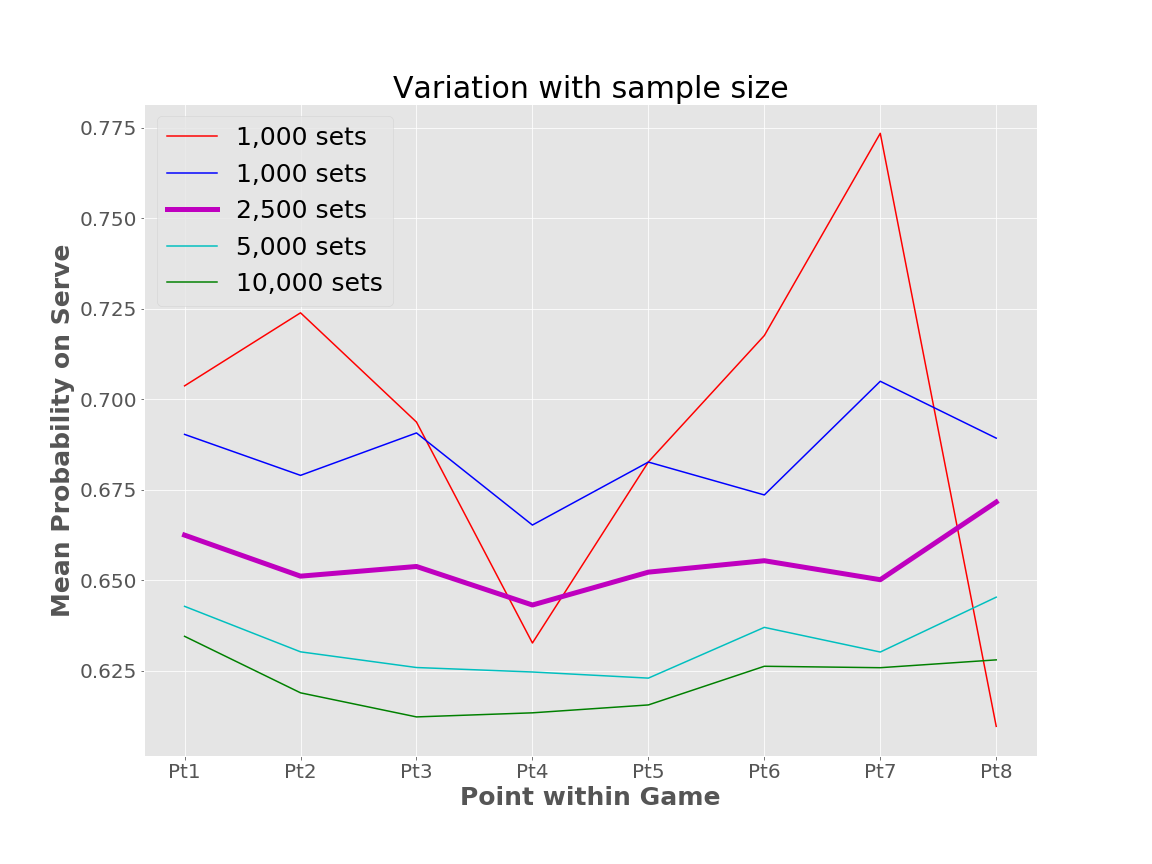 Variation with sample size
1,000 sets
1,000 sets
2,500 sets
5,000 sets
10,000 sets
Mean Probability on Serve
0.775
0.750
0.725
0.700
0.675
0.650
0.625
Pt1 Pt2 Pt3 Pt4 Pt5 Pt6 Pt7 Pt8
Point within Game